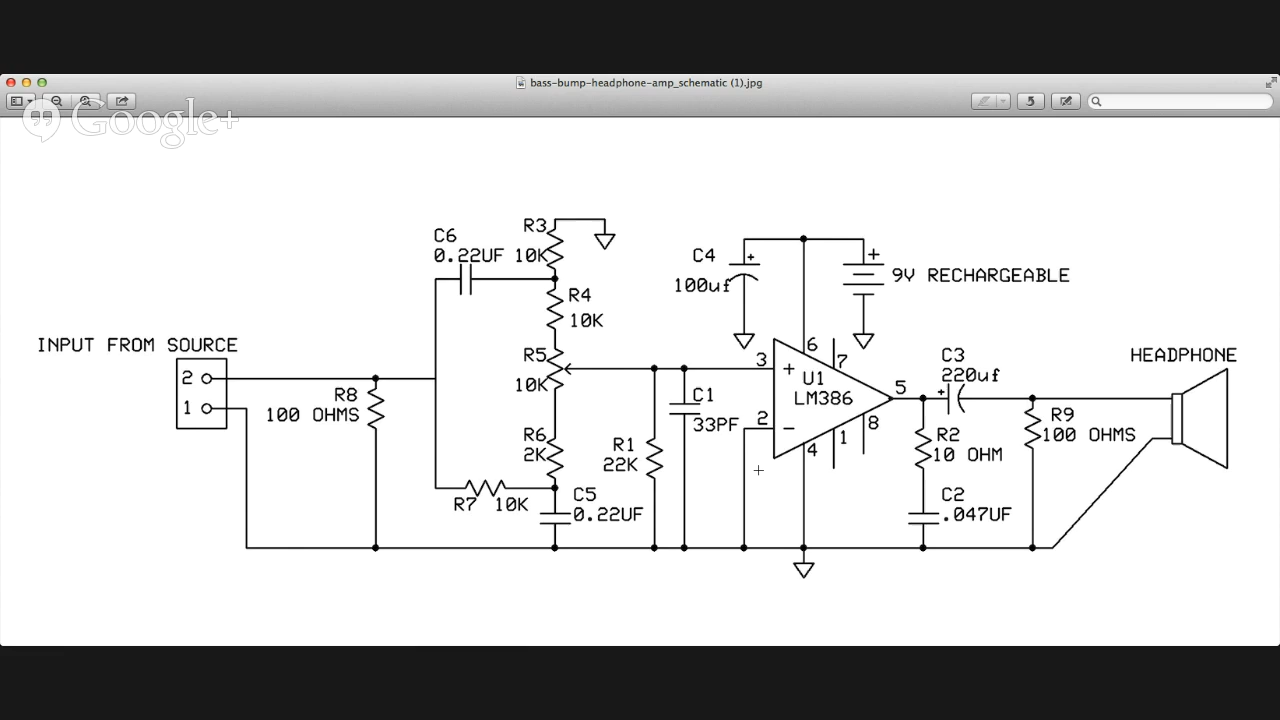 bass-bump-headphone-amp_schematic (1).jpg
Google+
R3
10K
C6
0.22UF
R4
10K
C4
+
100uf
+
9V RECHARGEABLE
INPUT FROM SOURCE
2
1
R8
100 OHMS
R5
10K
R6
2K
R7 10K
C5
0.22UF
R1
22K
C1
33PF
3
2
+
−
6
7
U1
LM386
5
8
1
4
C3
220uf
+
R2
10 OHM
C2
.047UF
R9
100 OHMS
HEADPHONE